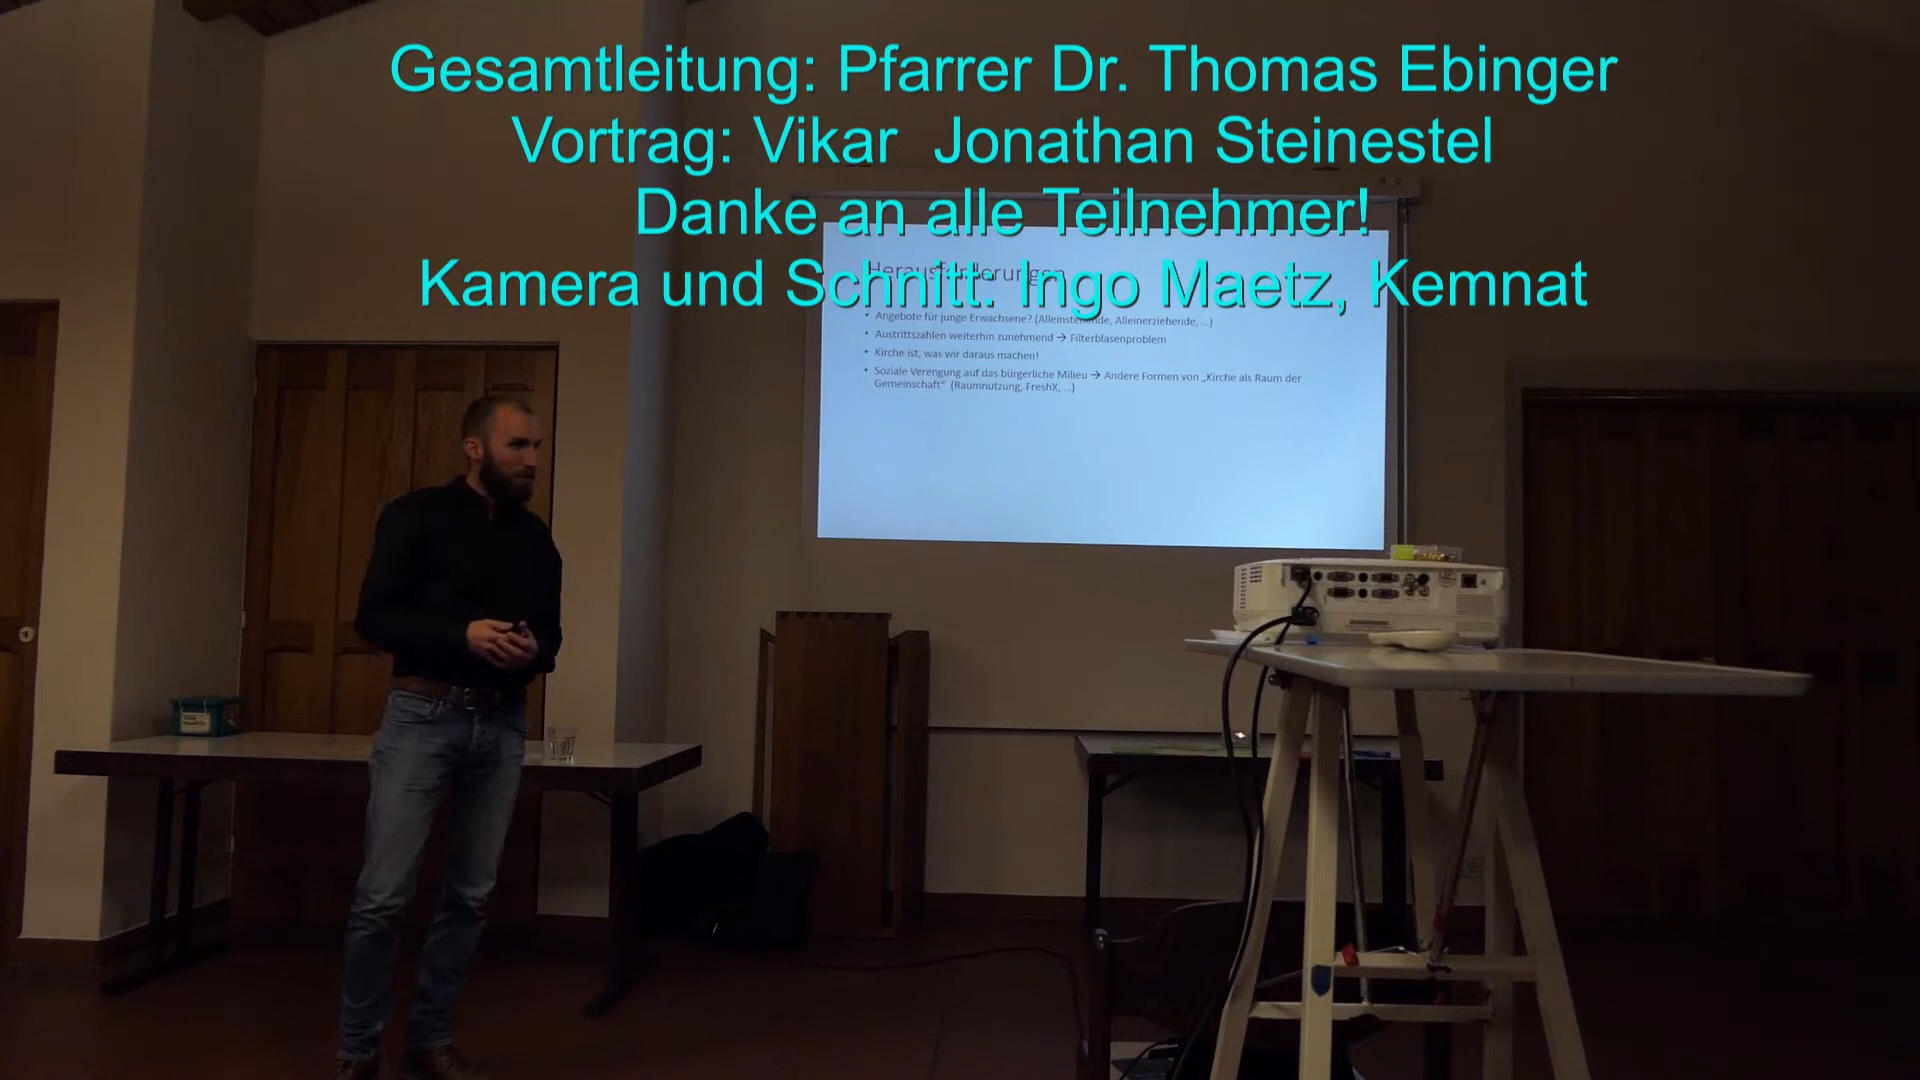 Gesamtleitung: Pfarrer Dr. Thomas Ebinger
Vortrag: Vikar Jonathan Steinestel
Danke an alle Teilnehmer!
Kamera und Schnitt: Ingo Maetz, Kemnat
Herausforderungen
• Angebote für junge Erwachsene? (Alleinstehende, Alleinerziehende, ...)
• Austrittszahlen weiterhin zunehmend → Filterblasenproblem
• Kirche ist, was wir daraus machen!
• Soziale Verengung auf das bürgerliche Milieu → Andere Formen von „Kirche als Raum der
Gemeinschaft“ (Raumnutzung, FreshX, ...)